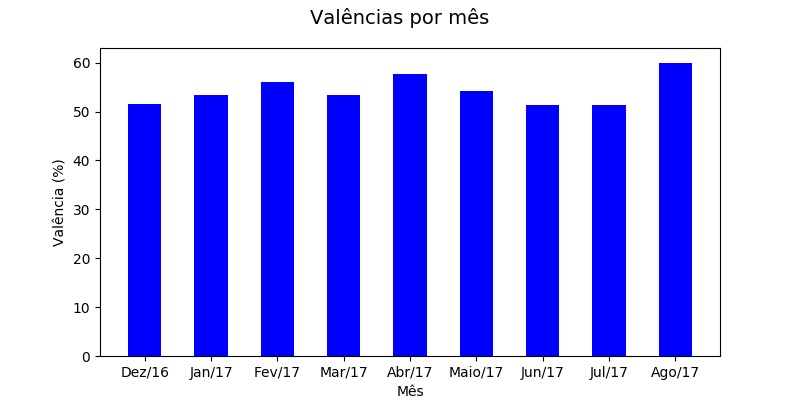 Valências por mês
Valência (%)
60
50
40
30
20
10
0
Dez/16 Jan/17 Fev/17 Mar/17 Abr/17 Maio/17 Jun/17 Jul/17 Ago/17
Mês